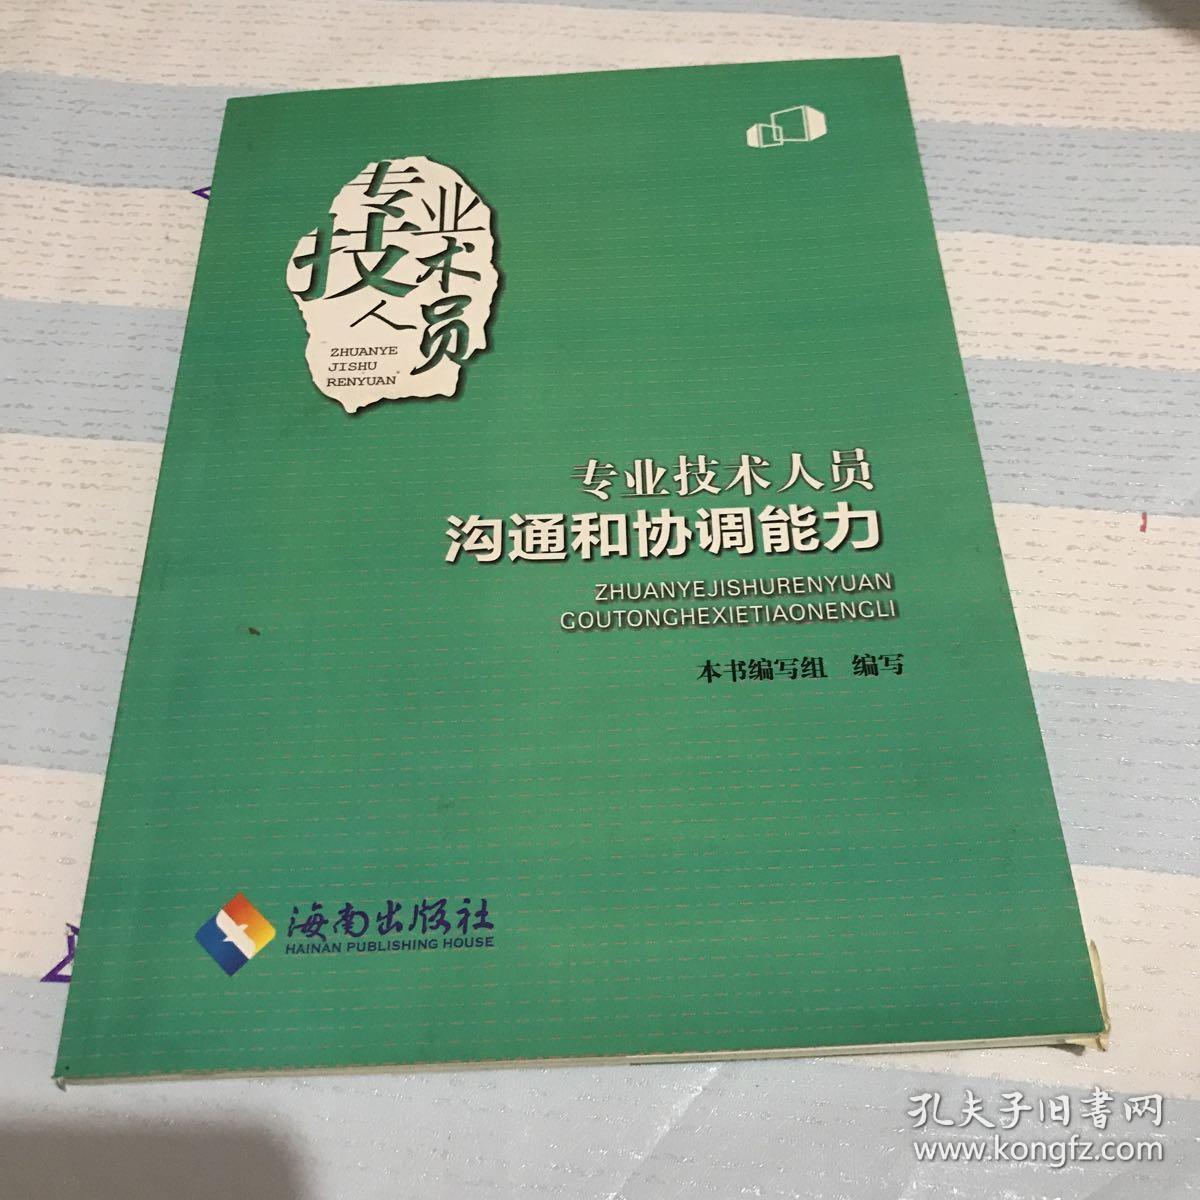 专业
技术
人员
ZHUANYE
JISHU
RENYUAN
专业技术人员
沟通和协调能力
ZHUANYEJISHURENYUAN
GOUTONGHEXIETIAONENGLI
本书编写组 编写
海南出版社
HAINAN PUBLISHING HOUSE
孔夫子旧书网
www.kongfz.com